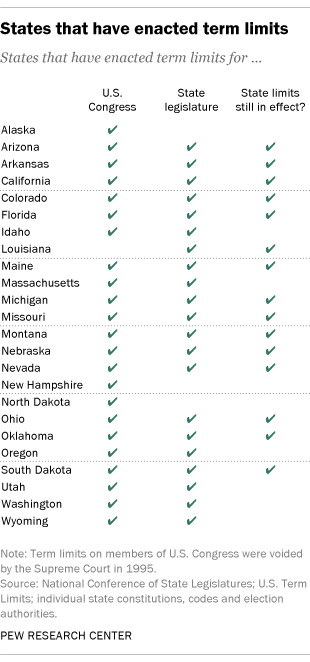 States that have enacted term limits
States that have enacted term limits for ...
U.S. Congress State legislature State limits still in effect?
Alaska ✔
Arizona ✔ ✔ ✔
Arkansas ✔ ✔ ✔
California ✔ ✔ ✔
Colorado ✔ ✔ ✔
Florida ✔ ✔ ✔
Idaho ✔ ✔
Louisiana ✔ ✔
Maine ✔ ✔ ✔
Massachusetts ✔ ✔
Michigan ✔ ✔ ✔
Missouri ✔ ✔ ✔
Montana ✔ ✔ ✔
Nebraska ✔ ✔ ✔
Nevada ✔ ✔ ✔
New Hampshire ✔
North Dakota ✔
Ohio ✔ ✔ ✔
Oklahoma ✔ ✔ ✔
Oregon ✔ ✔
South Dakota ✔ ✔ ✔
Utah ✔ ✔
Washington ✔ ✔
Wyoming ✔ ✔
Note: Term limits on members of U.S. Congress were voided
by the Supreme Court in 1995.
Source: National Conference of State Legislatures; U.S. Term
Limits; individual state constitutions, codes and election
authorities.
PEW RESEARCH CENTER